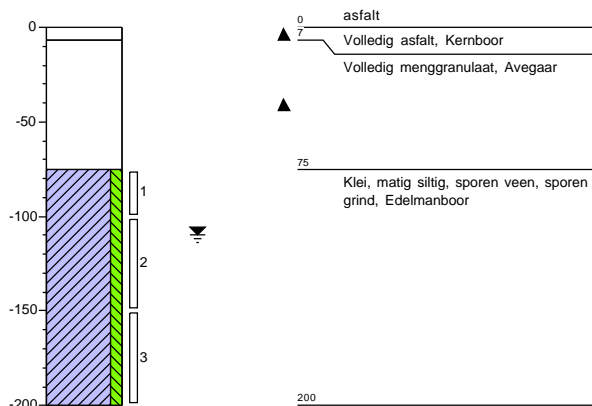 0
-50
-100
-150
-200
1
2
3
0
asfalt
7
Volledig asfalt, Kernboor
Volledig menggranulaat, Avegaar
75
Klei, matig siltig, sporen veen, sporen
grind, Edelmanboor
200